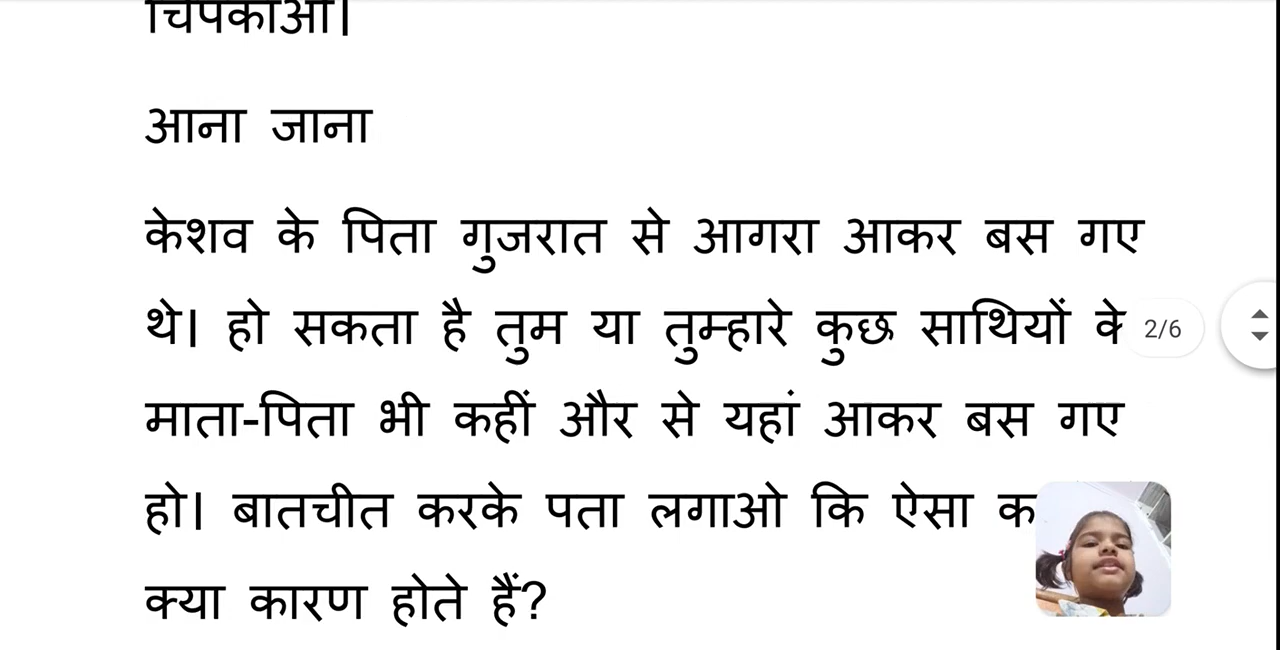 चिपकाओ।
आना जाना
केशव के पिता गुजरात से आगरा आकर बस गए
थे। हो सकता है तुम या तुम्हारे कुछ साथियों के
2/6
माता-पिता भी कहीं और से यहां आकर बस गए
हो। बातचीत करके पता लगाओ कि ऐसा
क्या कारण होते हैं?